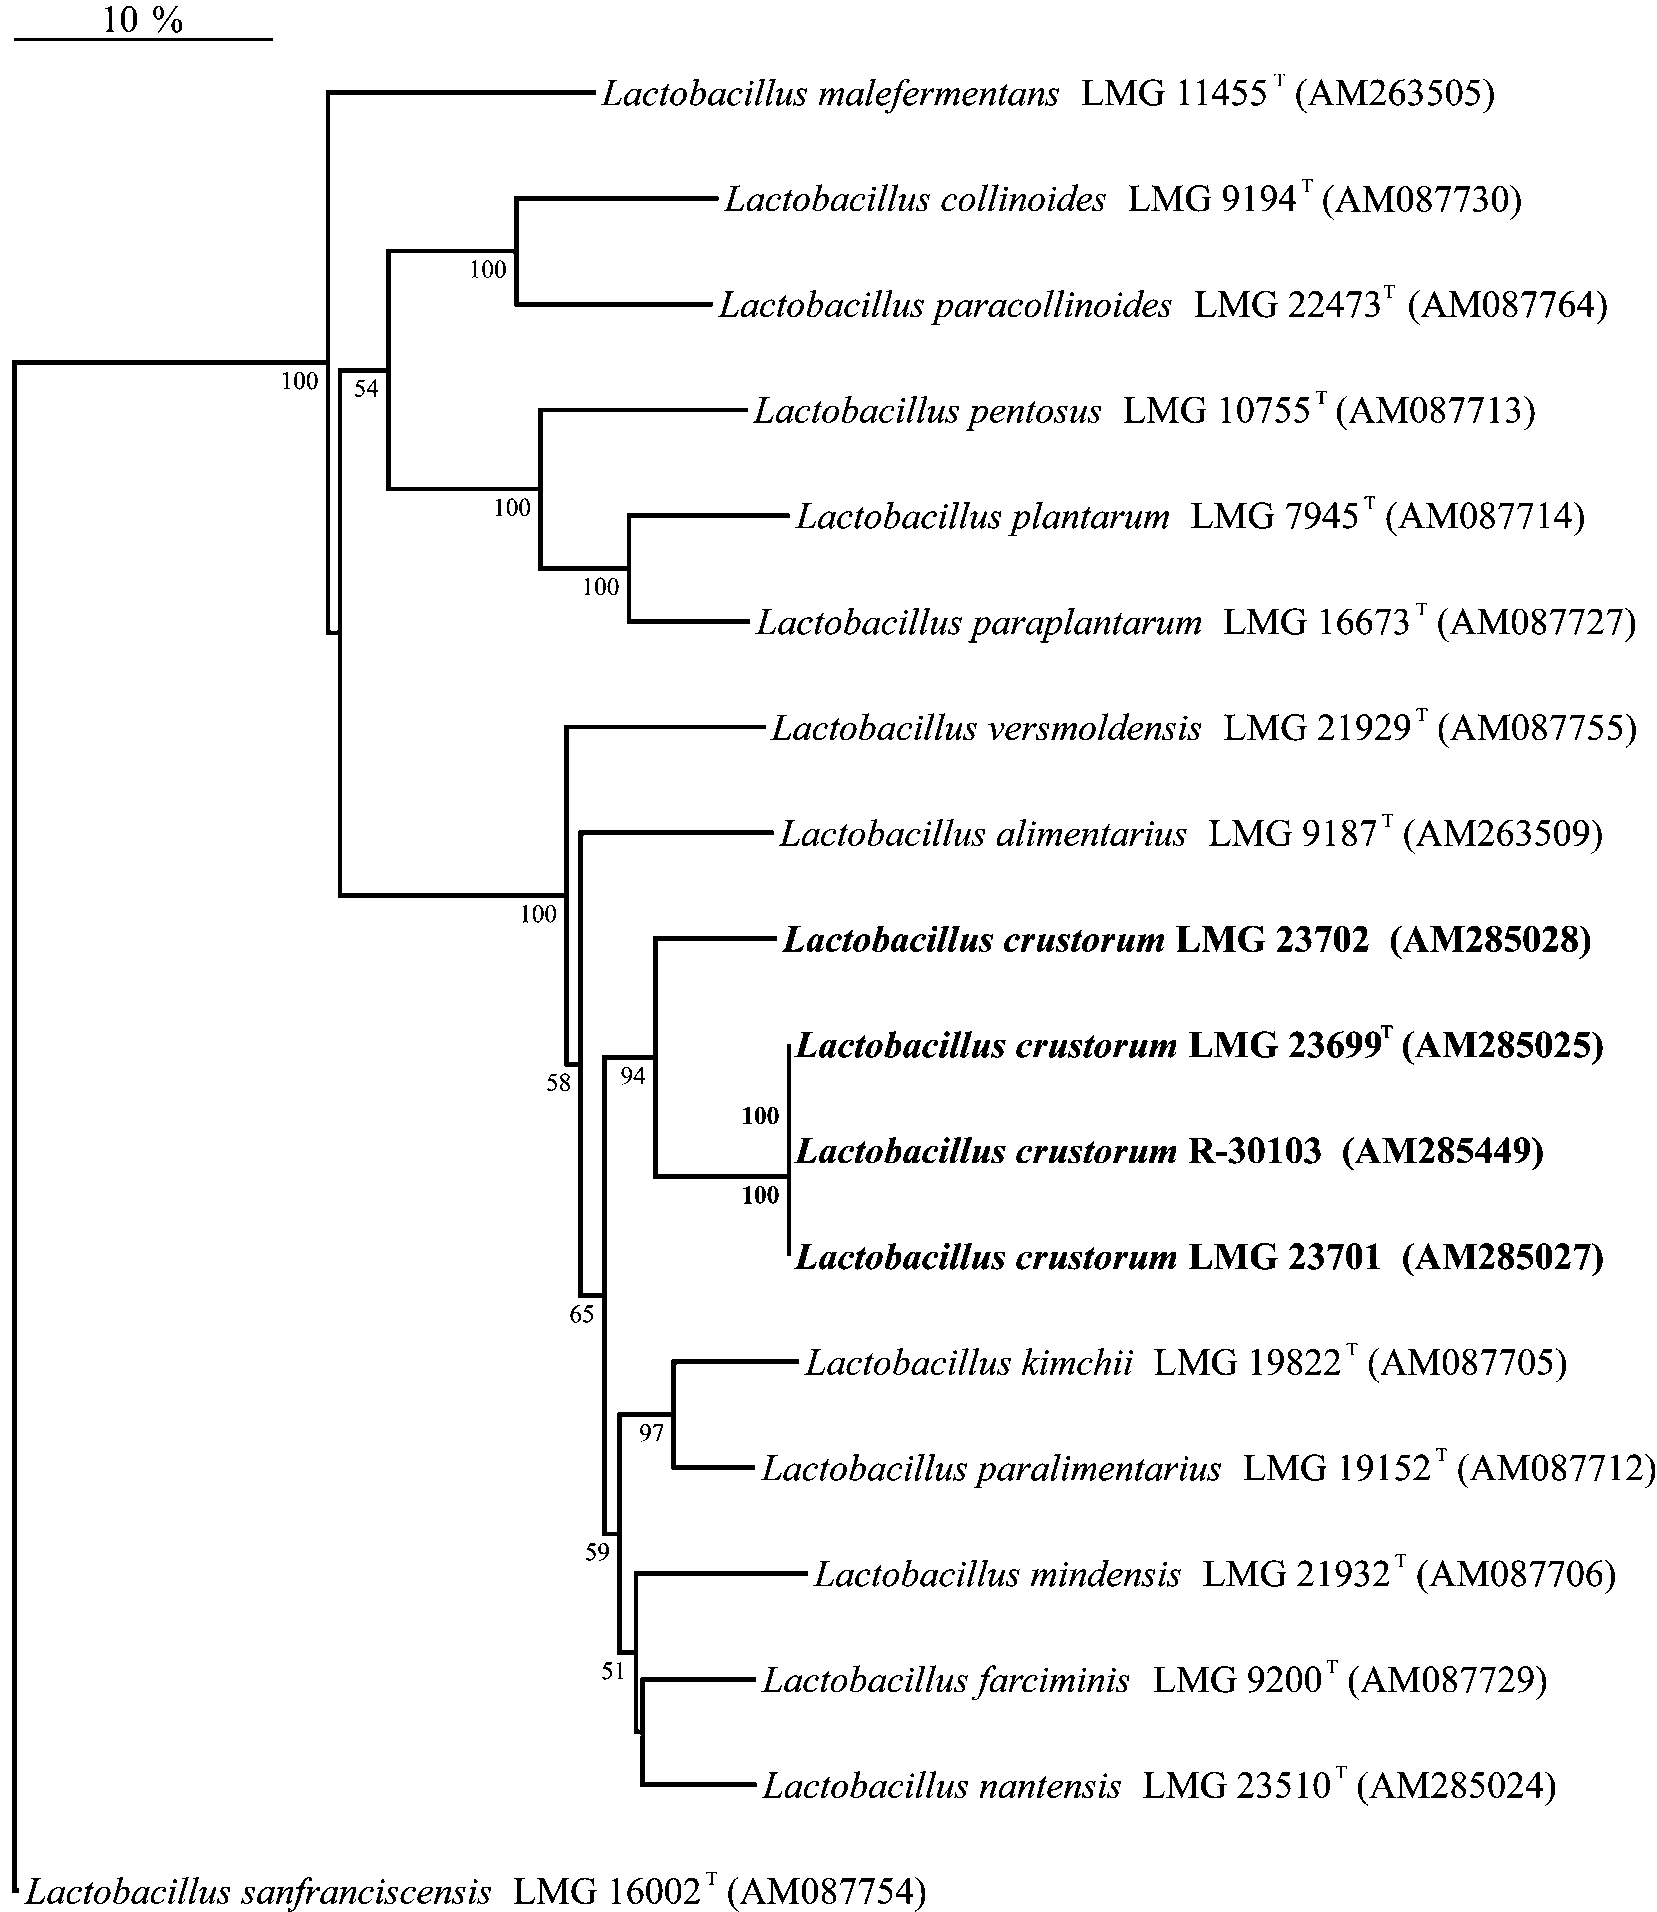 10 %
Lactobacillus malefermentans LMG 11455T (AM263505)
Lactobacillus collinoides LMG 9194T (AM087730)
100
Lactobacillus paracollinoides LMG 22473T (AM087764)
100
54
Lactobacillus pentosus LMG 10755T (AM087713)
100
Lactobacillus plantarum LMG 7945T (AM087714)
100
Lactobacillus paraplantarum LMG 16673T (AM087727)
Lactobacillus versmoldensis LMG 21929T (AM087755)
Lactobacillus alimentarius LMG 9187T (AM263509)
100
Lactobacillus crustorum LMG 23702 (AM285028)
Lactobacillus crustorum LMG 23699T (AM285025)
58
94
100
Lactobacillus crustorum R-30103 (AM285449)
100
Lactobacillus crustorum LMG 23701 (AM285027)
65
Lactobacillus kimchii LMG 19822T (AM087705)
97
Lactobacillus paralimentarius LMG 19152T (AM087712)
59
Lactobacillus mindensis LMG 21932T (AM087706)
51
Lactobacillus farciminis LMG 9200T (AM087729)
Lactobacillus nantensis LMG 23510T (AM285024)
Lactobacillus sanfranciscensis LMG 16002T (AM087754)